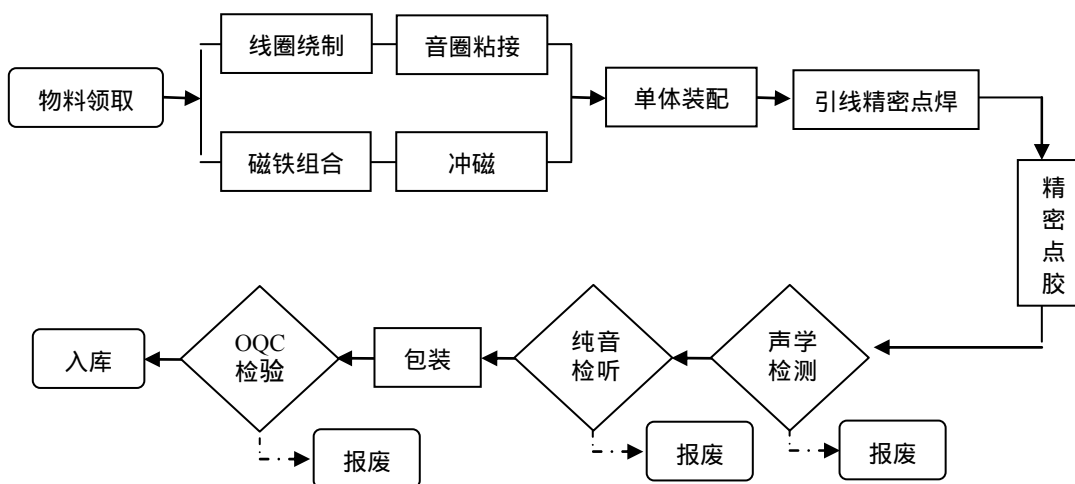 线圈绕制
音圈粘接
物料领取
单体装配
引线精密点焊
磁铁组合
冲磁
精
密
点
胶
声学
检测
纯音
检听
包装
OQC
检验
入库
报废
报废
报废